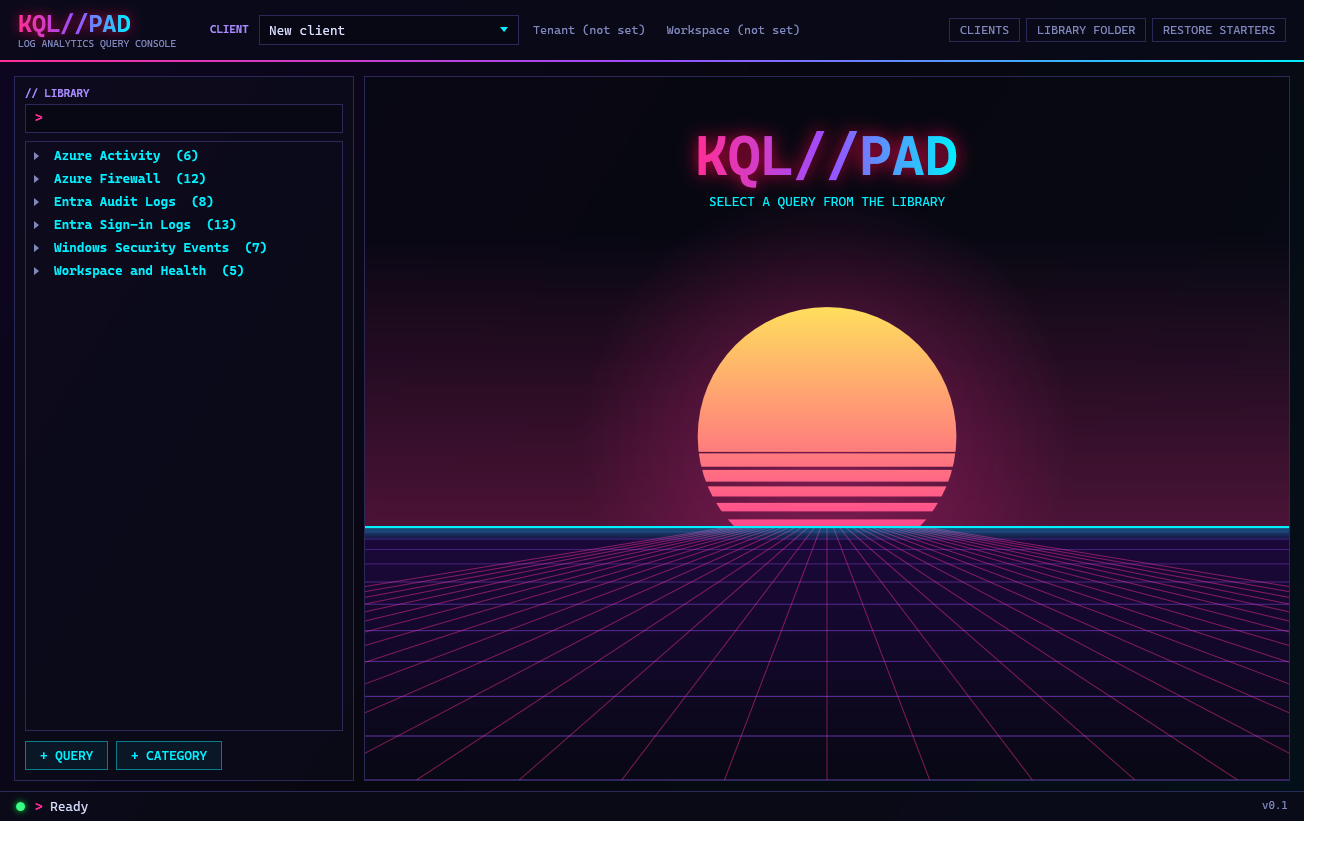 KQL//PAD
LOG ANALYTICS QUERY CONSOLE
CLIENT
New client
Tenant (not set)
Workspace (not set)
CLIENTS
LIBRARY FOLDER
RESTORE STARTERS
// LIBRARY
>
Azure Activity (6)
Azure Firewall (12)
Entra Audit Logs (8)
Entra Sign-in Logs (13)
Windows Security Events (7)
Workspace and Health (5)
+ QUERY
+ CATEGORY
KQL//PAD
SELECT A QUERY FROM THE LIBRARY
> Ready
v0.1